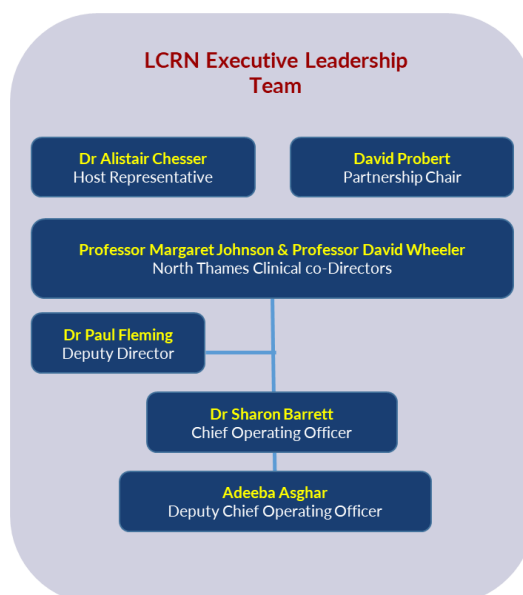 LCRN Executive Leadership
Team
Dr Alistair Chesser
Host Representative
David Probert
Partnership Chair
Professor Margaret Johnson & Professor David Wheeler
North Thames Clinical co-Directors
Dr Paul Fleming
Deputy Director
Dr Sharon Barrett
Chief Operating Officer
Adeeba Asghar
Deputy Chief Operating Officer